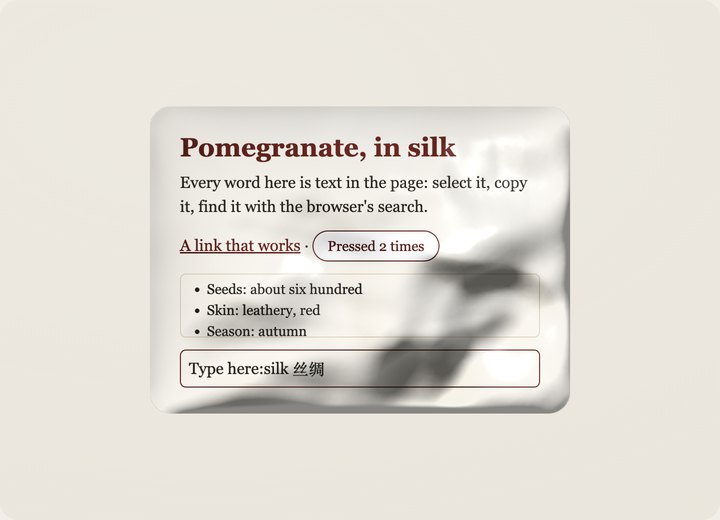 Pomegranate, in silk
Every word here is text in the page: select it, copy
it, find it with the browser's search.
A link that works · Pressed 2 times
• Seeds: about six hundred
• Skin: leathery, red
• Season: autumn
Type here:silk 丝绸